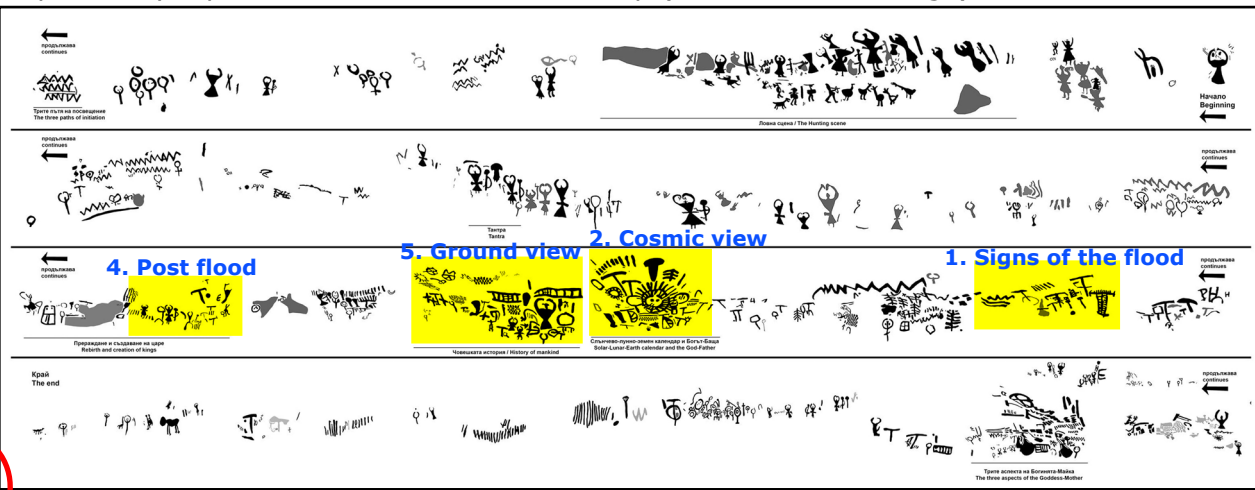 продължава
continues
Трите пътя на посвещение
The three paths of initiation
Ловна сцена / The Hunting scene
Начало
Beginning
продължава
continues
Тантра
Tantra
продължава
continues
продължава
continues
4. Post flood
5. Ground view
2. Cosmic view
1. Signs of the flood
продължава
continues
Прераждане и създаване на царе
Rebirth and creation of kings
Човешката история / History of mankind
Слънчево-лунно-земен календар и Богът-Баща
Solar-Lunar-Earth calendar and the God-Father
Край
The end
продължава
continues
Трите аспекта на Богинята-Майка
The three aspects of the Goddess-Mother